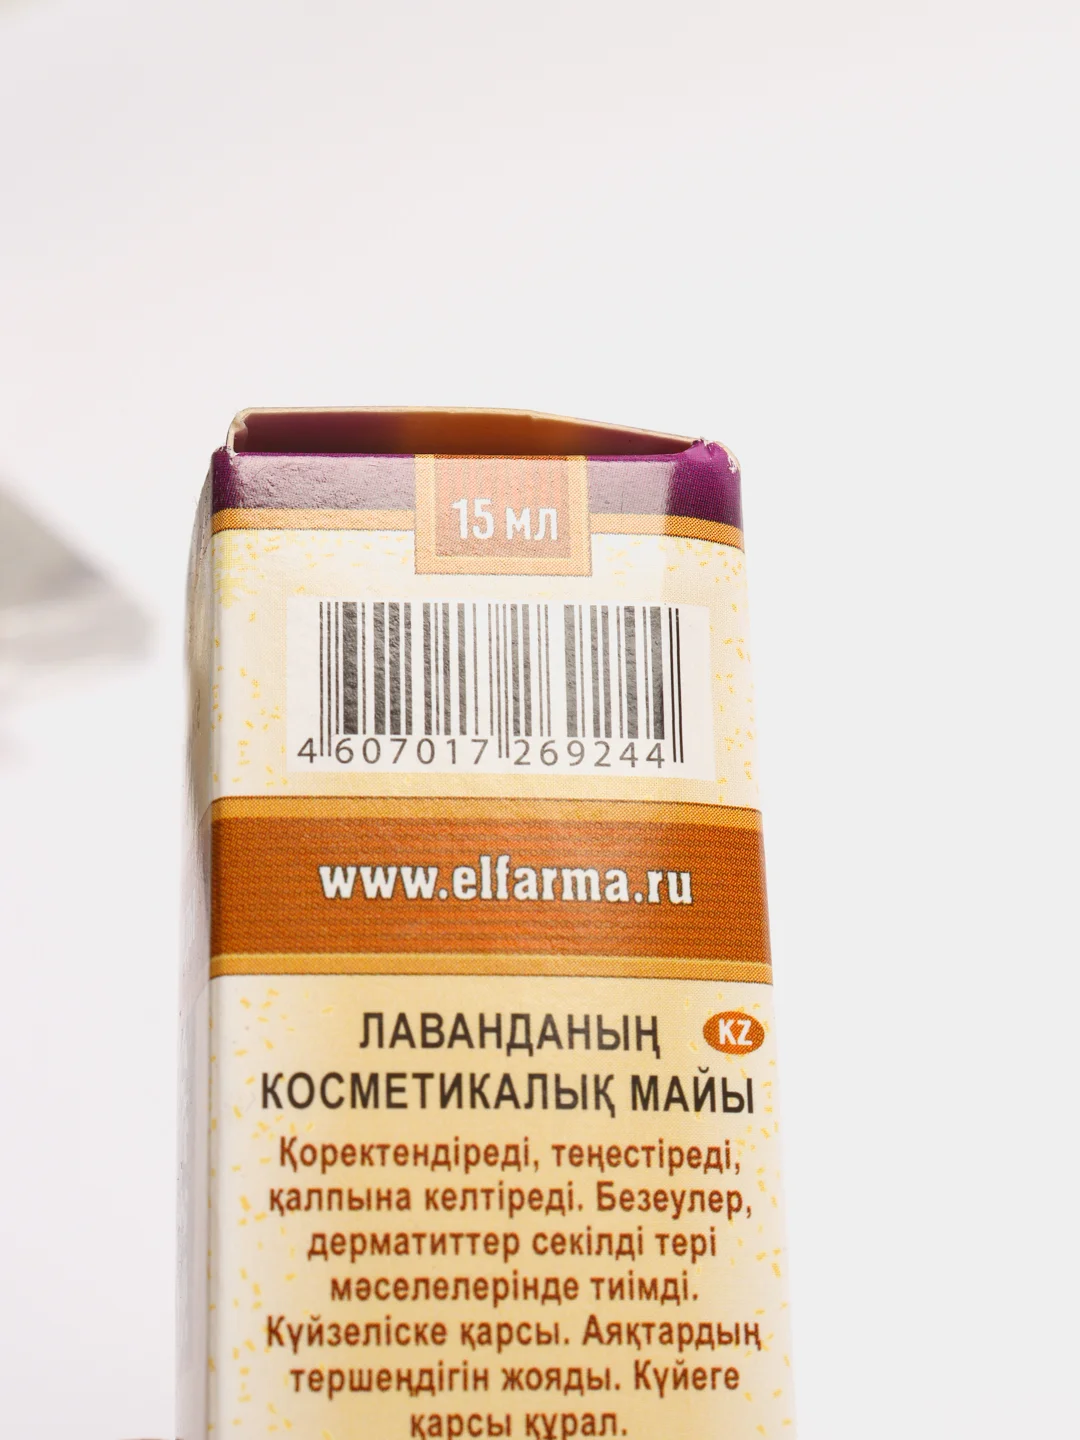 15 мл
4 607017 269244
www.elfarma.ru
ЛАВАНДАНЫҢ KZ
КОСМЕТИКАЛЫҚ МАЙЫ
Қоректендіреді, теңестіреді,
қалпына келтіреді. Безеулер,
дерматиттер секілді тері
мәселелерінде тиімді.
Күйзеліске қарсы. Аяқтардың
тершеңдігін жояды. Күйеге
қарсы құрал.